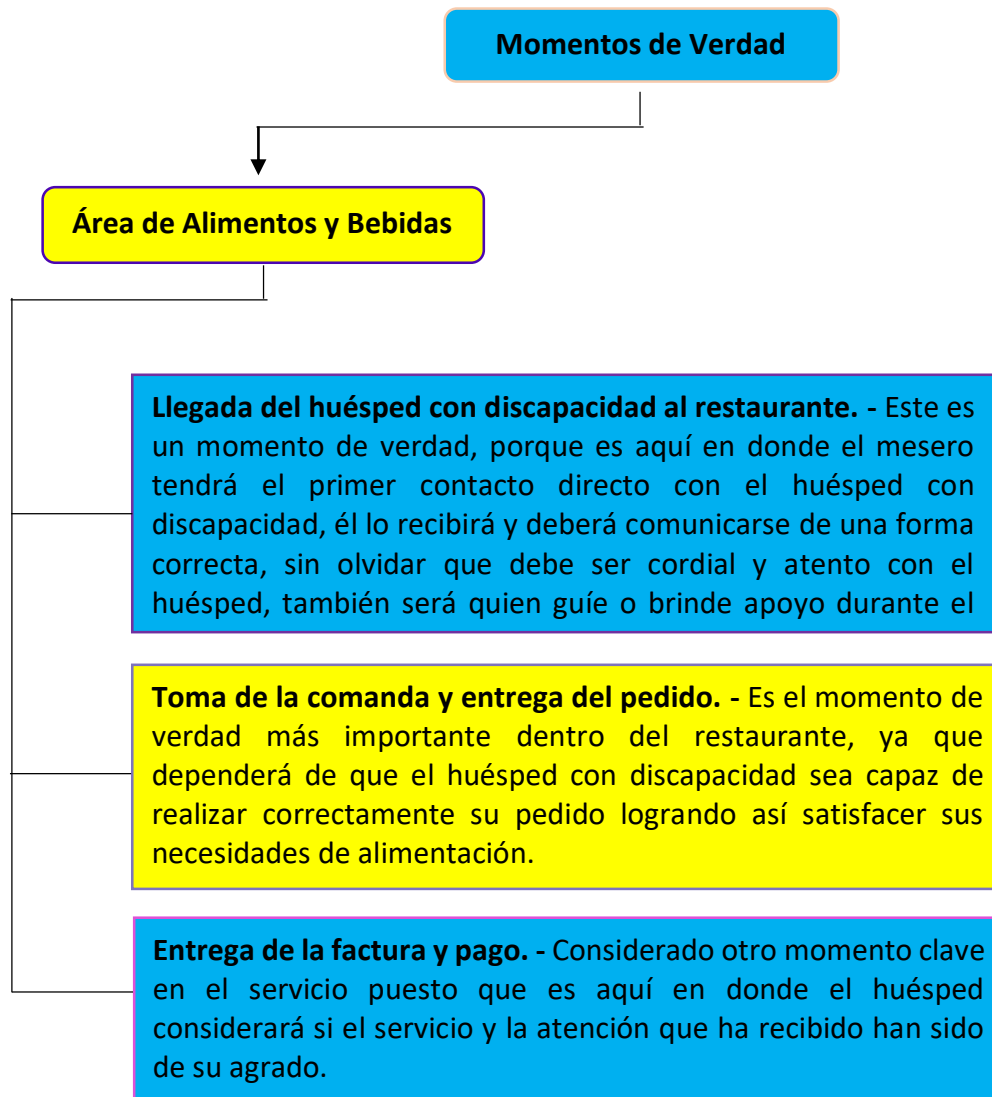 Momentos de Verdad
Área de Alimentos y Bebidas
Llegada del huésped con discapacidad al restaurante. - Este es
un momento de verdad, porque es aquí en donde el mesero
tendrá el primer contacto directo con el huésped con
discapacidad, él lo recibirá y deberá comunicarse de una forma
correcta, sin olvidar que debe ser cordial y atento con el
huésped, también será quien guíe o brinde apoyo durante el
Toma de la comanda y entrega del pedido. - Es el momento de
verdad más importante dentro del restaurante, ya que
dependerá de que el huésped con discapacidad sea capaz de
realizar correctamente su pedido logrando así satisfacer sus
necesidades de alimentación.
Entrega de la factura y pago. - Considerado otro momento clave
en el servicio puesto que es aquí en donde el huésped
considerará si el servicio y la atención que ha recibido han sido
de su agrado.